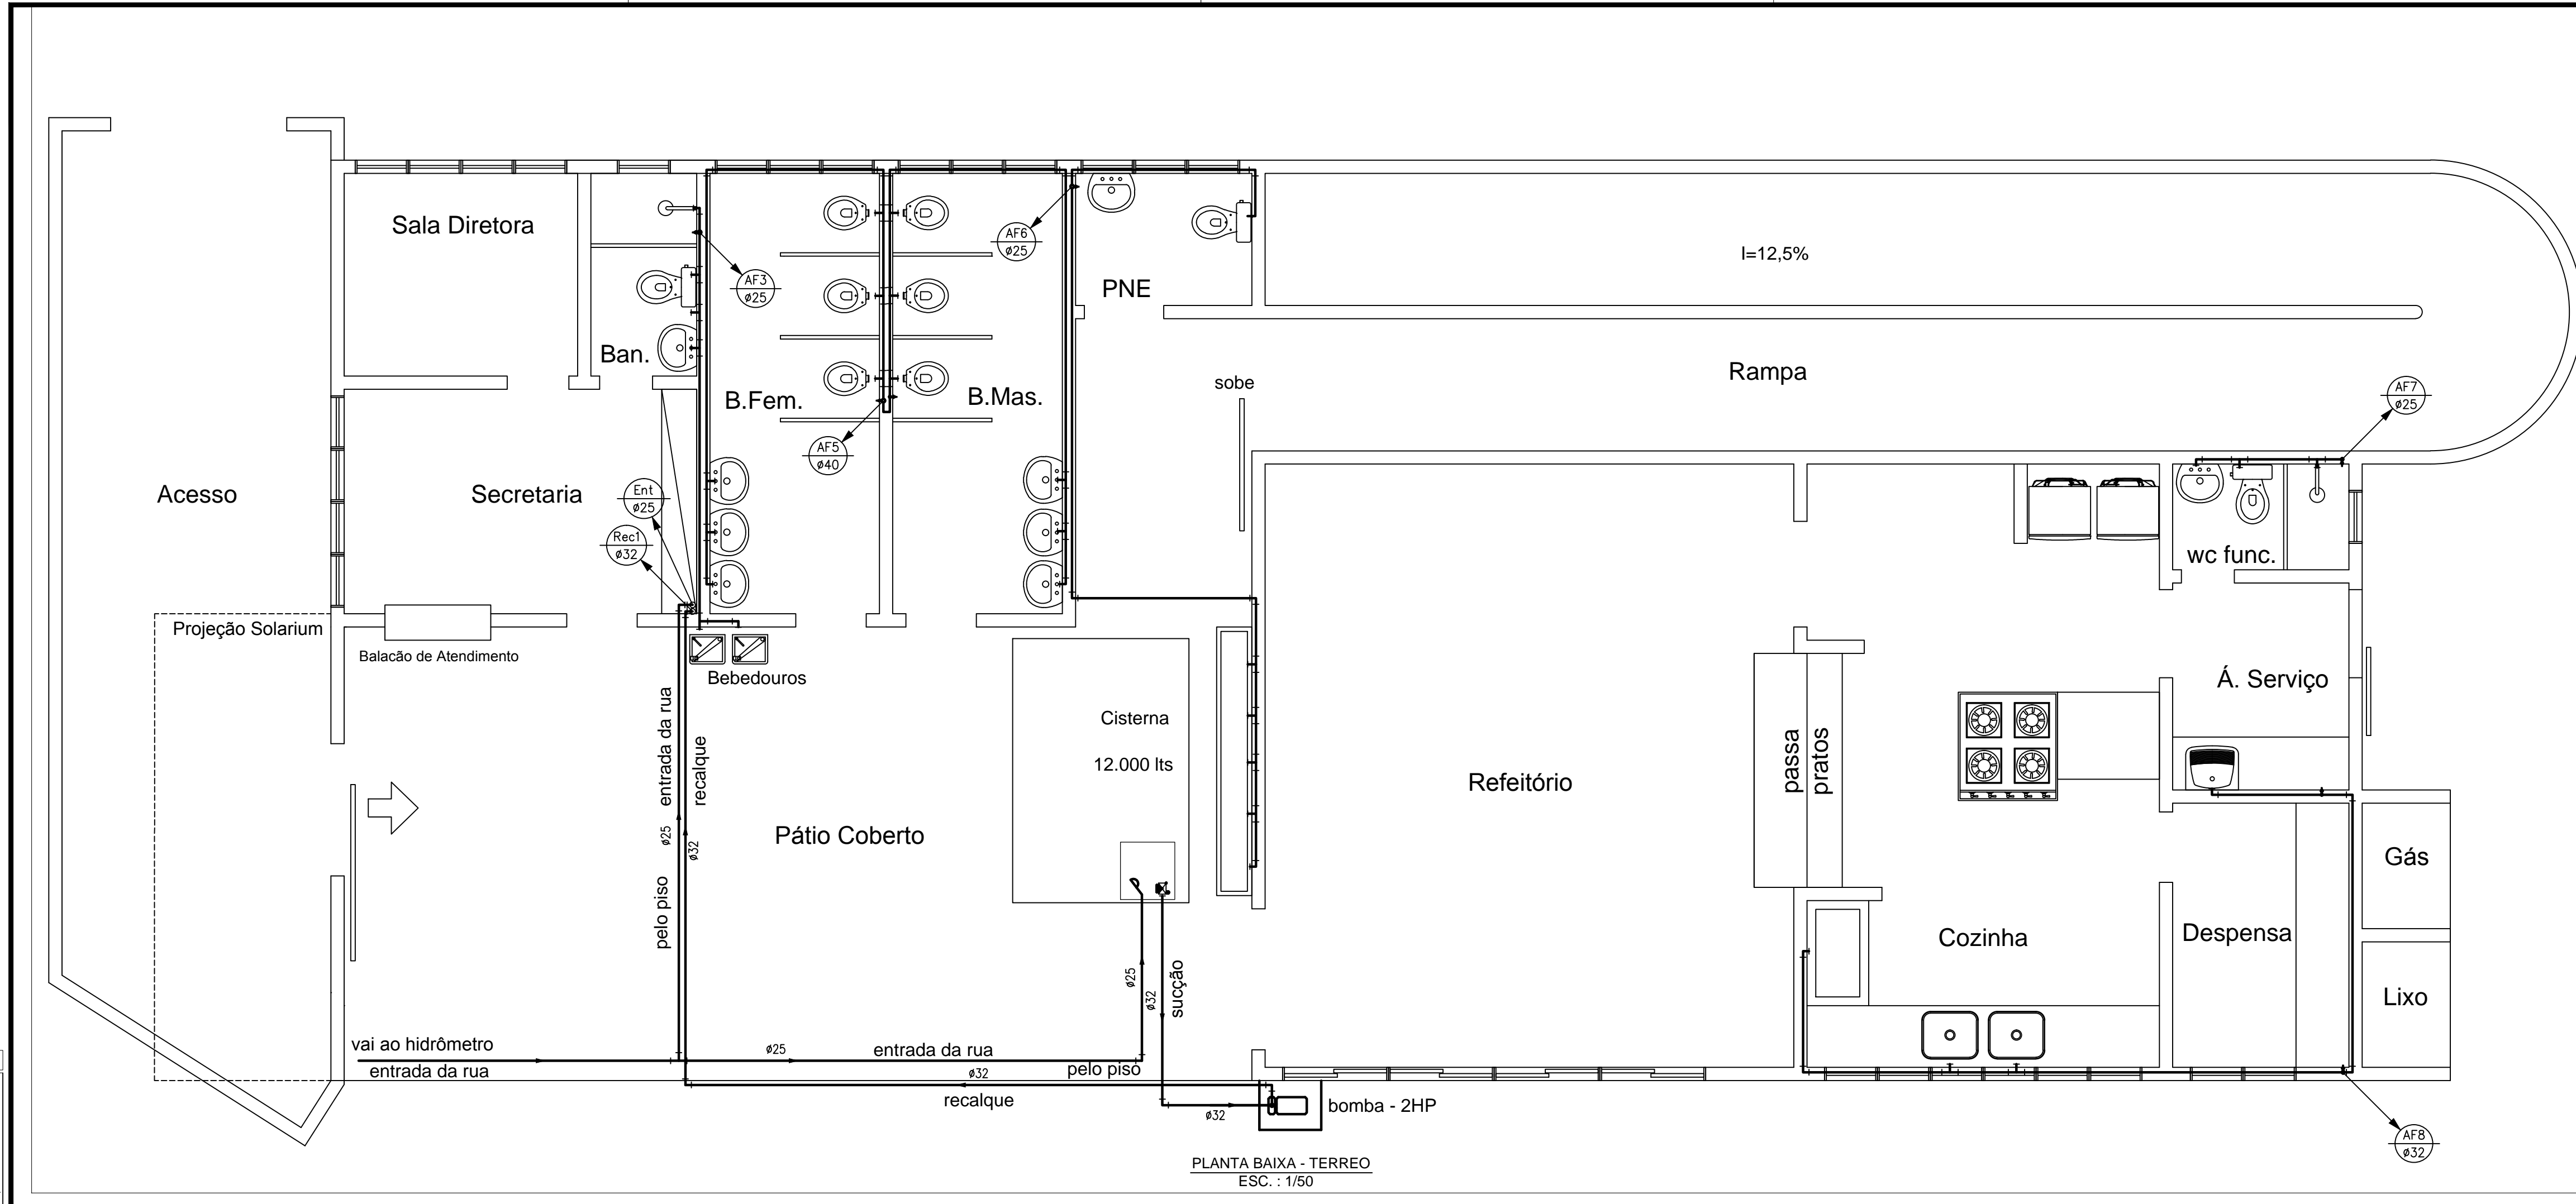 Sala Diretora
AF6
ø25
I=12,5%
AF3
ø25
PNE
Ban.
B.Fem.
B.Mas.
sobe
Rampa
AF7
ø25
AF5
ø40
Acesso
Secretaria
Ent
ø25
Rec1
ø32
wc func.
Projeção Solarium
Balacão de Atendimento
Bebedouros
Á. Serviço
Cisterna
12.000 lts
entrada da rua
recalque
passa
pratos
Refeitório
ø25
ø32
Pátio Coberto
Gás
pelo piso
Cozinha
Despensa
ø25
ø32
sucção
Lixo
vai ao hidrômetro
entrada da rua
ø25
entrada da rua
pelo piso
ø32
recalque
ø32
bomba - 2HP
AF8
ø32
PLANTA BAIXA - TERREO
ESC. : 1/50